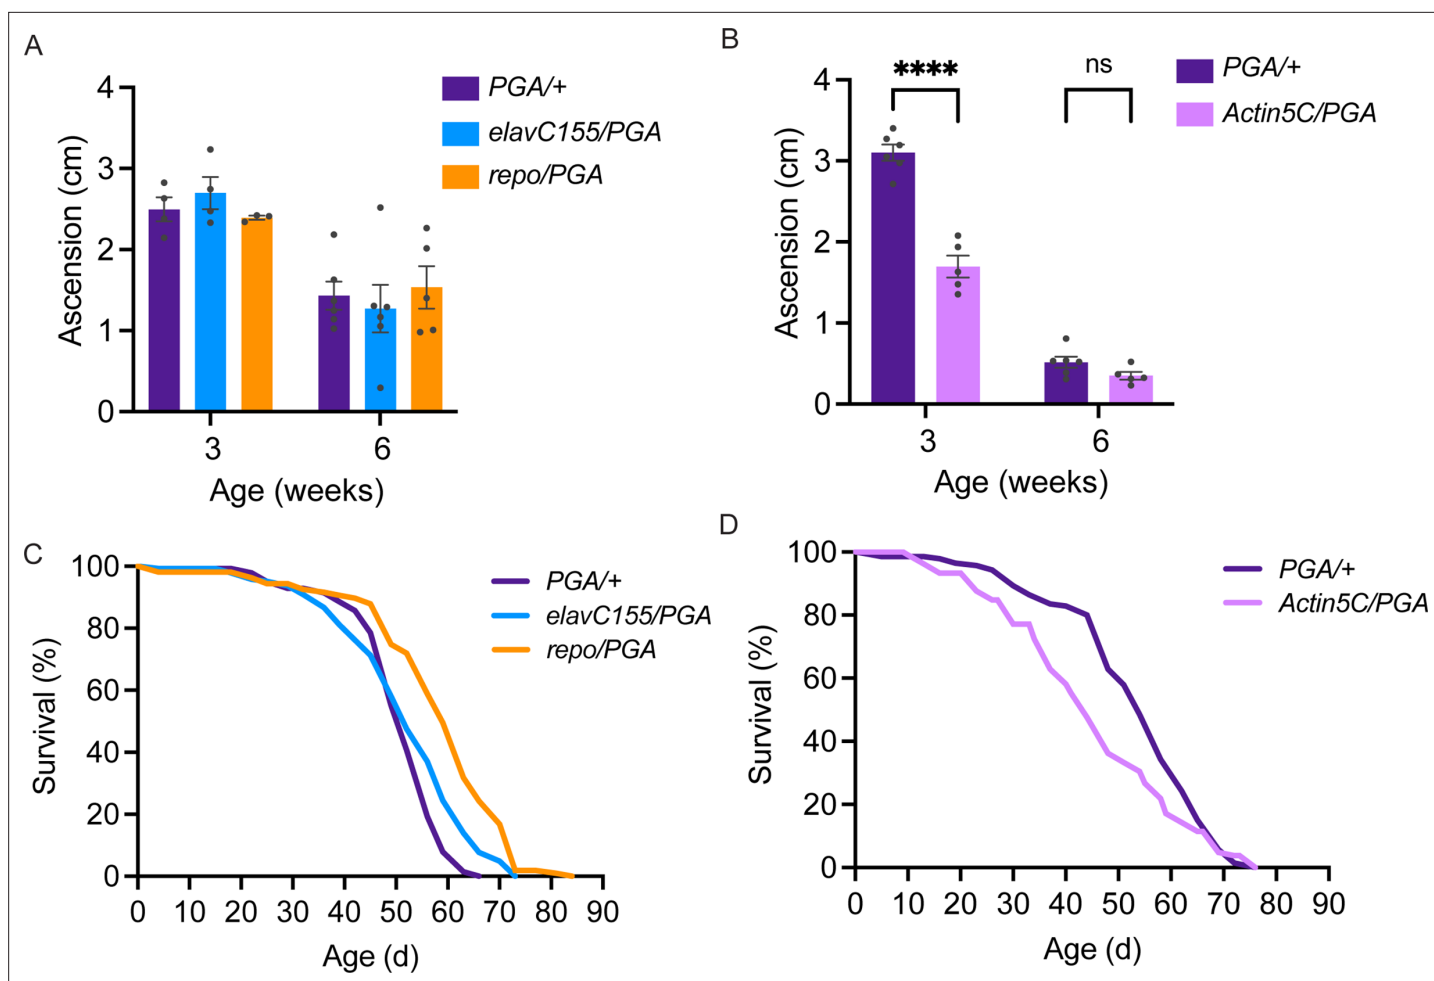 A
PGA/+
elavC155/PGA
repo/PGA
Ascension (cm)
4
3
2
1
0
3
6
Age (weeks)
B
PGA/+
Actin5C/PGA
****
ns
Ascension (cm)
4
3
2
1
0
3
6
Age (weeks)
C
PGA/+
elavC155/PGA
repo/PGA
Survival (%)
100
80
60
40
20
0
0 10 20 30 40 50 60 70 80 90
Age (d)
D
PGA/+
Actin5C/PGA
Survival (%)
100
80
60
40
20
0
0 10 20 30 40 50 60 70 80 90
Age (d)